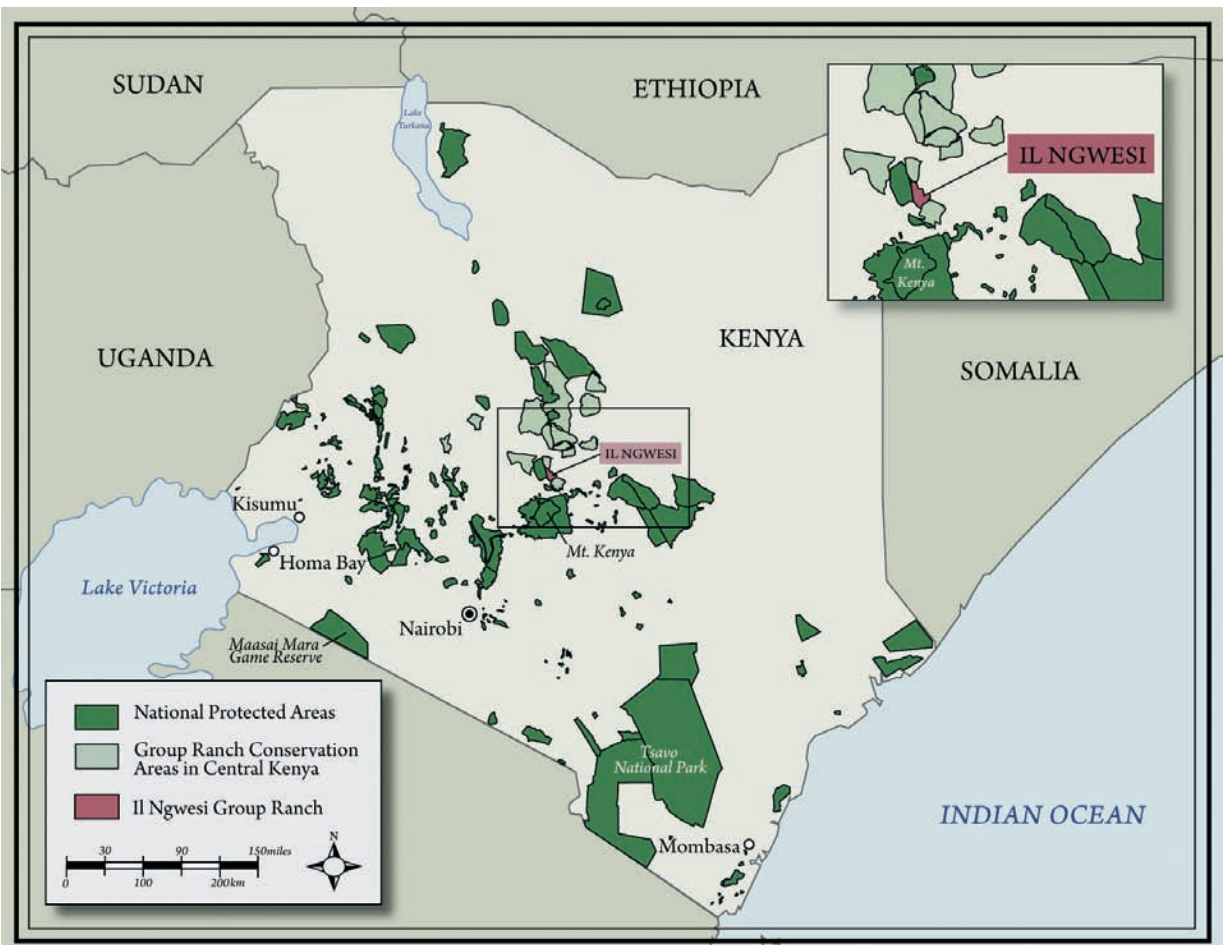 SUDAN
ETHIOPIA
Lake
Turkana
IL NGWESI
Mt.
Kenya
KENYA
UGANDA
SOMALIA
IL NGWESI
Kisumu
Mt. Kenya
Homa Bay
Lake Victoria
Nairobi
Maasai Mara
Game Reserve
National Protected Areas
Group Ranch Conservation
Areas in Central Kenya
Il Ngwesi Group Ranch
Tsavo
National Park
INDIAN OCEAN
Mombasa
N
30 90 150miles
0 100 200km